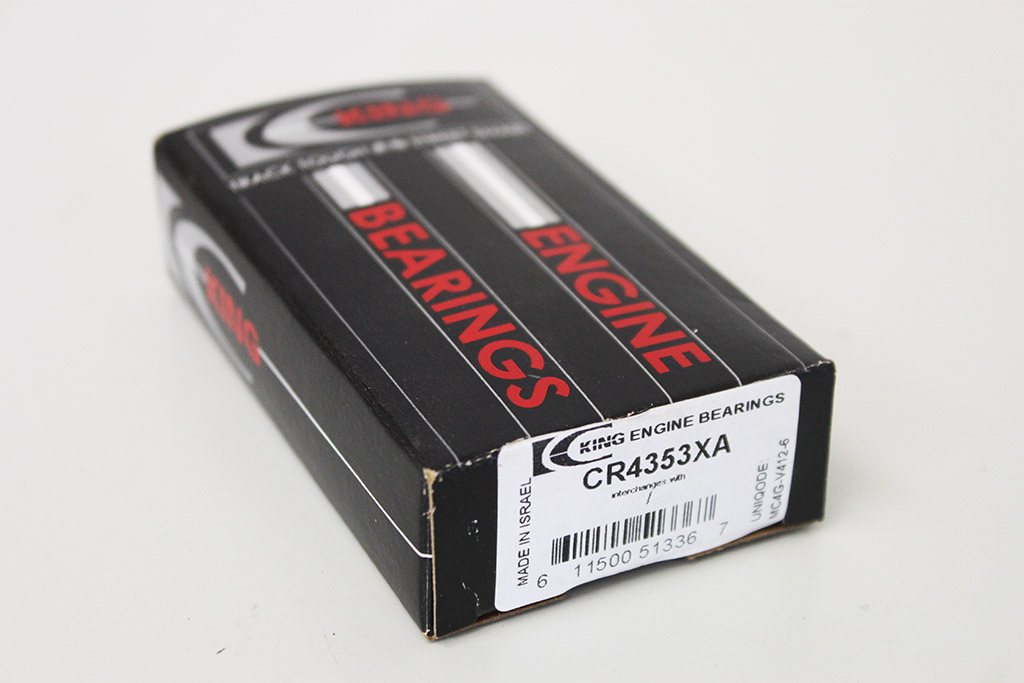 KING
BEARINGS
ENGINE
KING
KING ENGINE BEARINGS
CR4353XA
interchanges with
/
MADE IN ISRAEL
6 11500 51336 7
UNIQODE:
MC4G-V412-6